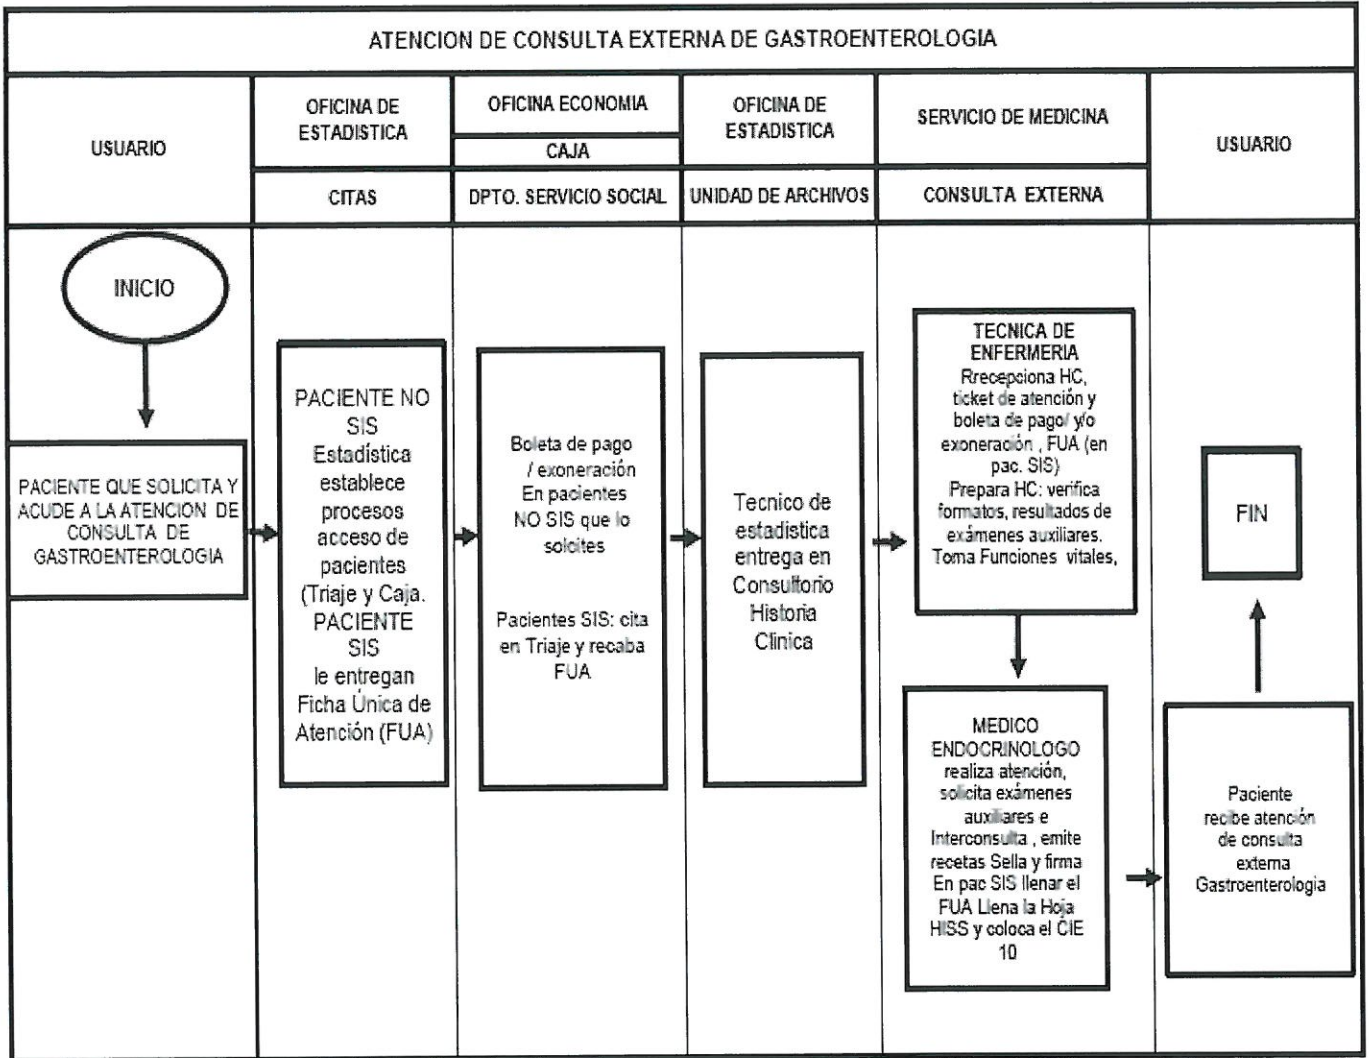 ATENCION DE CONSULTA EXTERNA DE GASTROENTEROLOGIA
USUARIO
OFICINA DE
ESTADISTICA
CITAS
OFICINA ECONOMIA
CAJA
DPTO. SERVICIO SOCIAL
OFICINA DE
ESTADISTICA
UNIDAD DE ARCHIVOS
SERVICIO DE MEDICINA
CONSULTA EXTERNA
USUARIO
INICIO
PACIENTE QUE SOLICITA Y
ACUDE A LA ATENCION DE
CONSULTA DE
GASTROENTEROLOGIA
PACIENTE NO
SIS
Estadística
establece
procesos
acceso de
pacientes
(Triaje y Caja.
PACIENTE
SIS
le entregan
Ficha Única de
Atención (FUA)
Boleta de pago
/ exoneración
En pacientes
NO SIS que lo
solcites
Pacientes SIS: cita
en Triaje y recaba
FUA
Tecnico de
estadistica
entrega en
Consultorio
Historia
Clinica
TECNICA DE
ENFERMERIA
Rrecepciona HC,
ticket de atención y
boleta de pago/ y/o
exoneración , FUA (en
pac. SIS)
Prepara HC: verifica
formatos, resultados de
exámenes auxiliares.
Toma Funciones vitales,
MEDICO
ENDOCRINOLOGO
realiza atención,
solicita exámenes
auxiliares e
Interconsulta , emite
recetas Sella y firma
En pac SIS llenar el
FUA Llena la Hoja
HISS y coloca el CIE
10
Paciente
recibe atención
de consulta
externa
Gastroenterologia
FIN